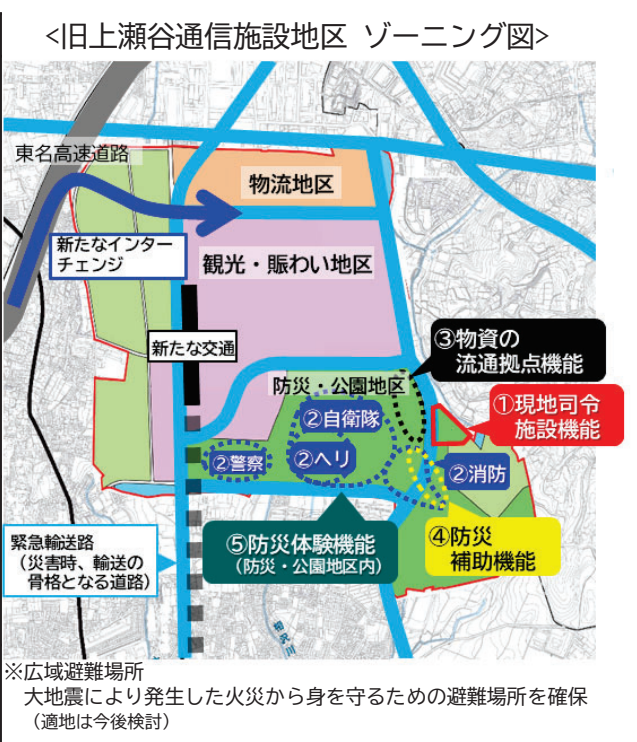 <旧上瀬谷通信施設地区 ゾーニング図>
東名高速道路
物流地区
新たなインター
チェンジ
観光・賑わい地区
新たな交通
③物資の
流通拠点機能
防災・公園地区
①現地司令
施設機能
②自衛隊
②警察
②ヘリ
②消防
⑤防災体験機能
(防災・公園地区内)
④防災
補助機能
緊急輸送路
(災害時、輸送の
骨格となる道路)
※広域避難場所
大地震により発生した火災から身を守るための避難場所を確保
(適地は今後検討)